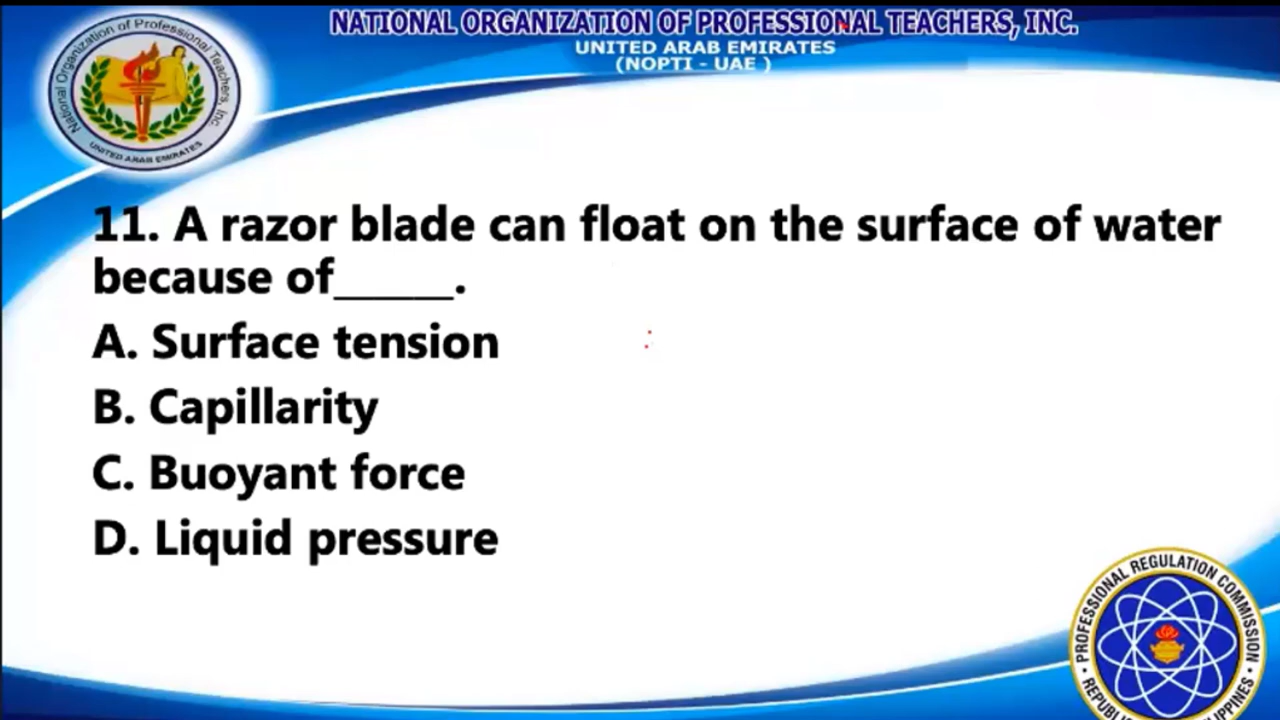 NATIONAL ORGANIZATION OF PROFESSIONAL TEACHERS, INC.
UNITED ARAB EMIRATES
(NOPTI - UAE )
National Organization of Professional Teachers, Inc
UNITED ARAB EMIRATES
11. A razor blade can float on the surface of water
because of______.
A. Surface tension
B. Capillarity
C. Buoyant force
D. Liquid pressure
PROFESSIONAL REGULATION COMMISSION